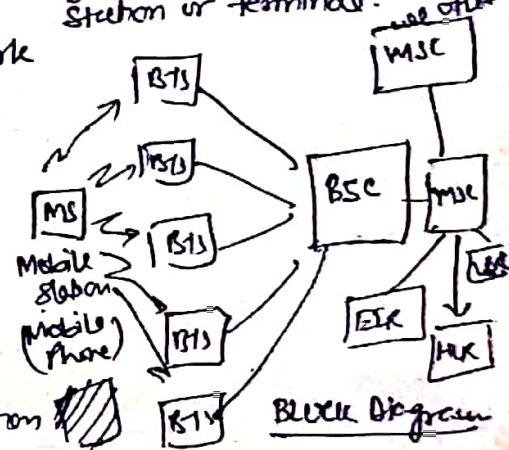 Station or terminals.
MSC
BTS
BTS
MS
BSC
MSC
BTS
Mobile
Station
(Mobile
Phone)
BTS
EIR
HLR
BTS
Block Diagram